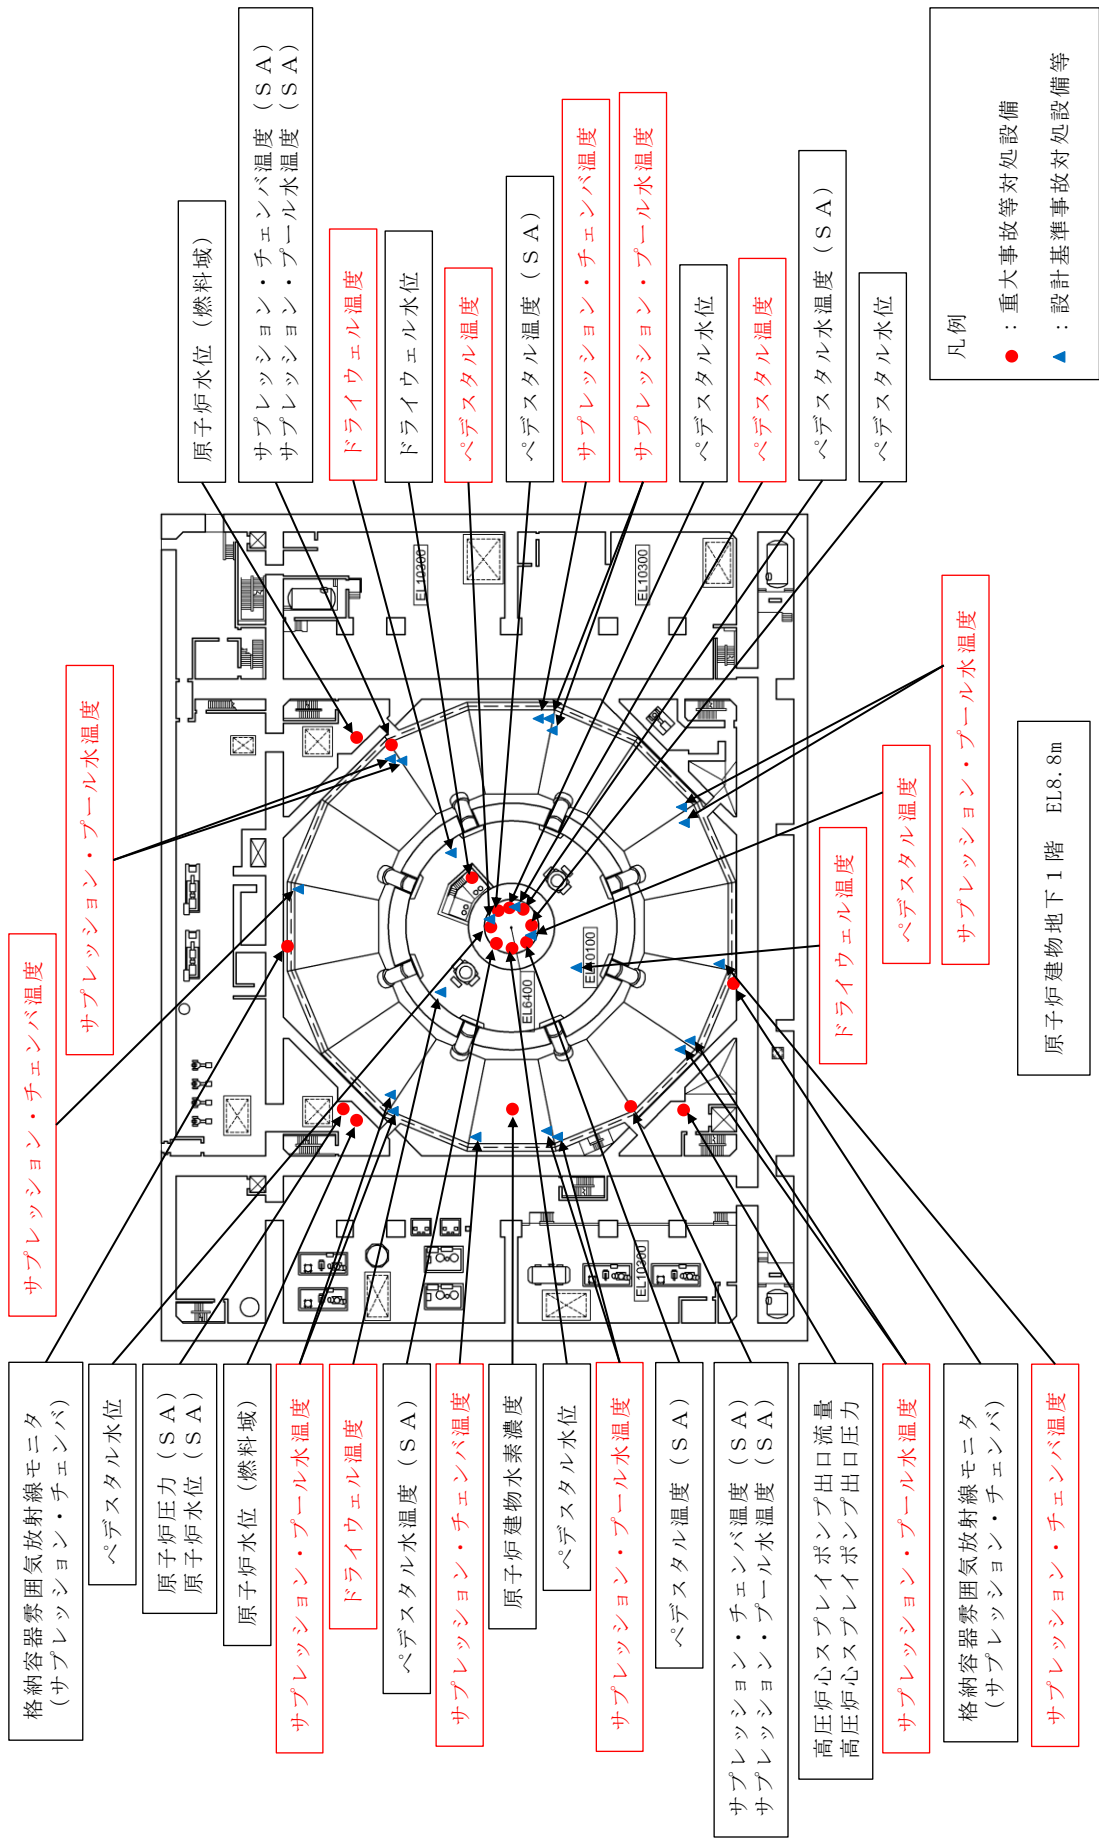 格納容器雰囲気放射線モニタ
(サプレッション・チェンバ)
ペデスタル水位
原子炉圧力（ＳＡ）
原子炉水位（ＳＡ）
原子炉水位（燃料域）
サプレッション・プール水温度
ドライウェル温度
ペデスタル水温度（ＳＡ）
サプレッション・チェンバ温度
原子炉建物水素濃度
ペデスタル水位
サプレッション・プール水温度
ペデスタル温度（ＳＡ）
サプレッション・チェンバ温度（ＳＡ）
サプレッション・プール水温度（ＳＡ）
高圧炉心スプレイポンプ出口流量
高圧炉心スプレイポンプ出口圧力
サプレッション・プール水温度
格納容器雰囲気放射線モニタ
(サプレッション・チェンバ)
サプレッション・チェンバ温度
サプレッション・チェンバ温度
サプレッション・プール水温度
EL10300
EL10300
EL6400
EL10100
EL10300
ドライウェル温度
ペデスタル温度
サプレッション・プール水温度
原子炉建物地下１階　EL8.8m
原子炉水位（燃料域）
サプレッション・チェンバ温度（ＳＡ）
サプレッション・プール水温度（ＳＡ）
ドライウェル温度
ドライウェル水位
ペデスタル温度
ペデスタル温度（ＳＡ）
サプレッション・チェンバ温度
サプレッション・プール水温度
ペデスタル水位
ペデスタル温度
ペデスタル水温度（ＳＡ）
ペデスタル水位
凡例
●：重大事故等対処設備
▲：設計基準事故対処設備等